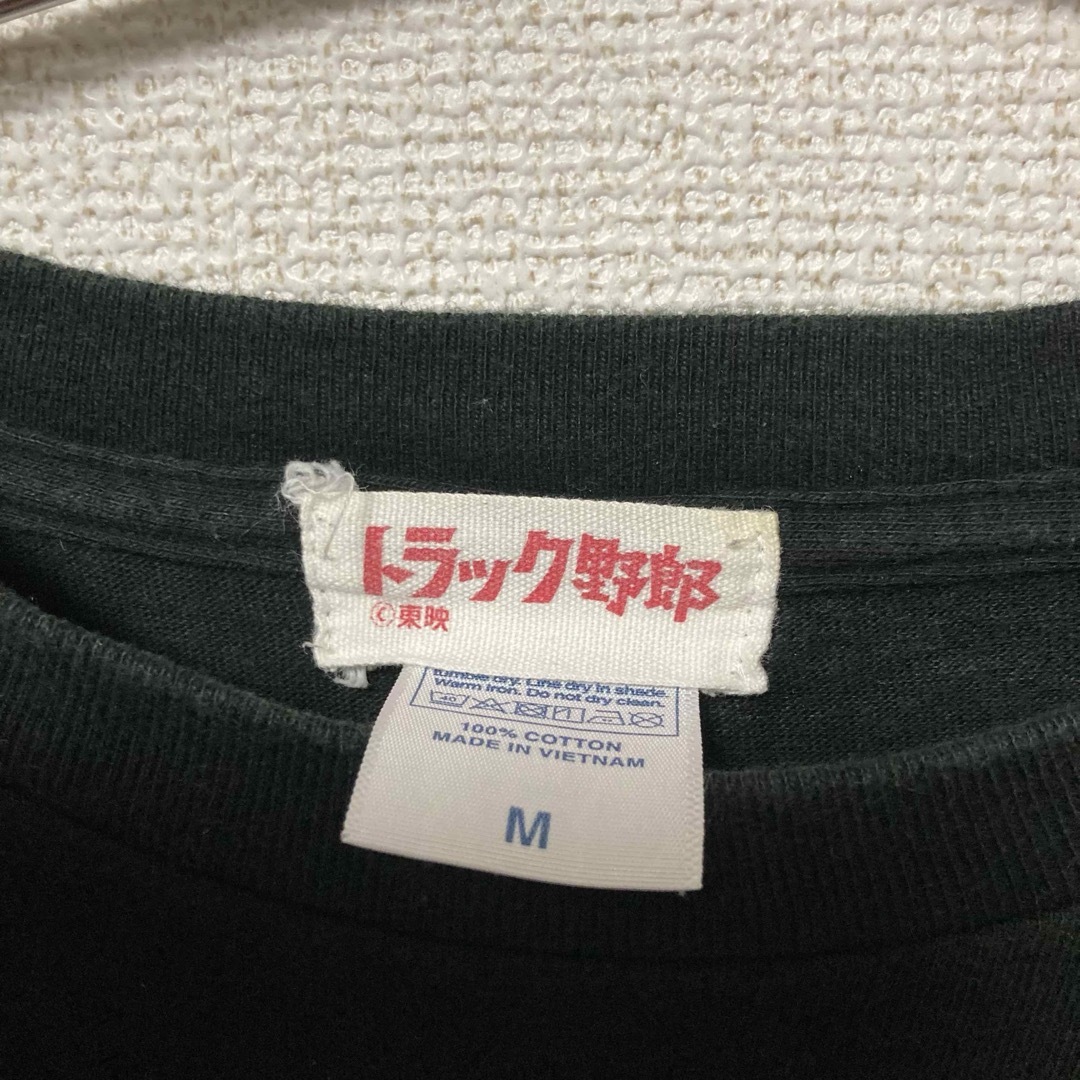 トラック野郎
©東映
tumble dry. Line dry in shade
Warm iron. Do not dry clean.
40
100% COTTON
MADE IN VIETNAM
M